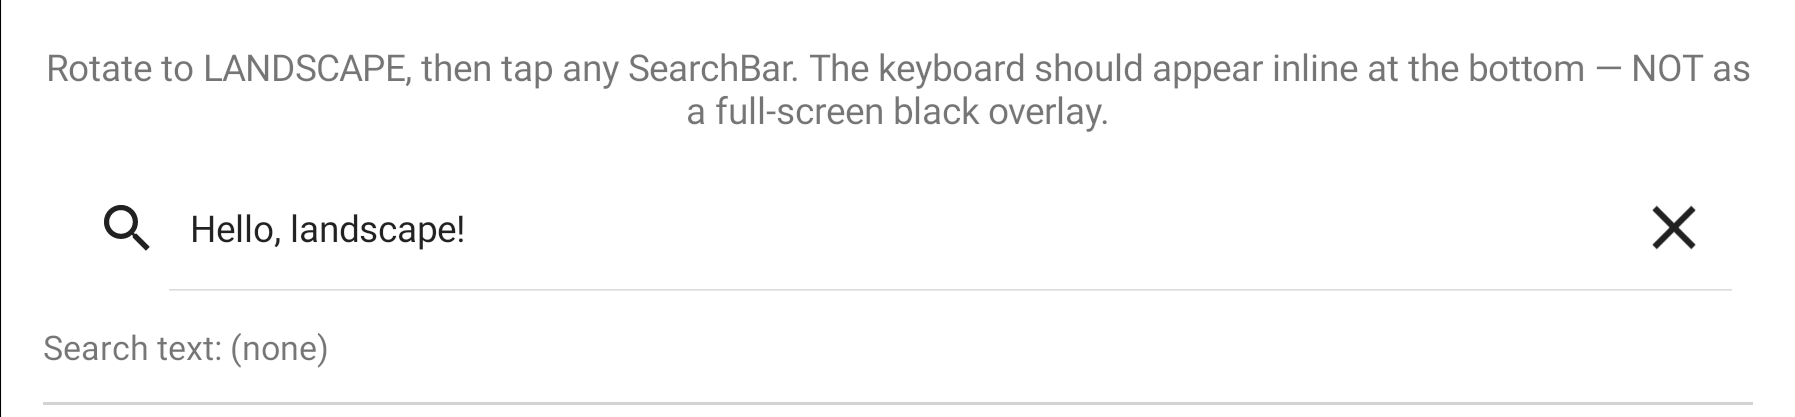 Rotate to LANDSCAPE, then tap any SearchBar. The keyboard should appear inline at the bottom — NOT as
a full-screen black overlay.
Hello, landscape!
Search text: (none)